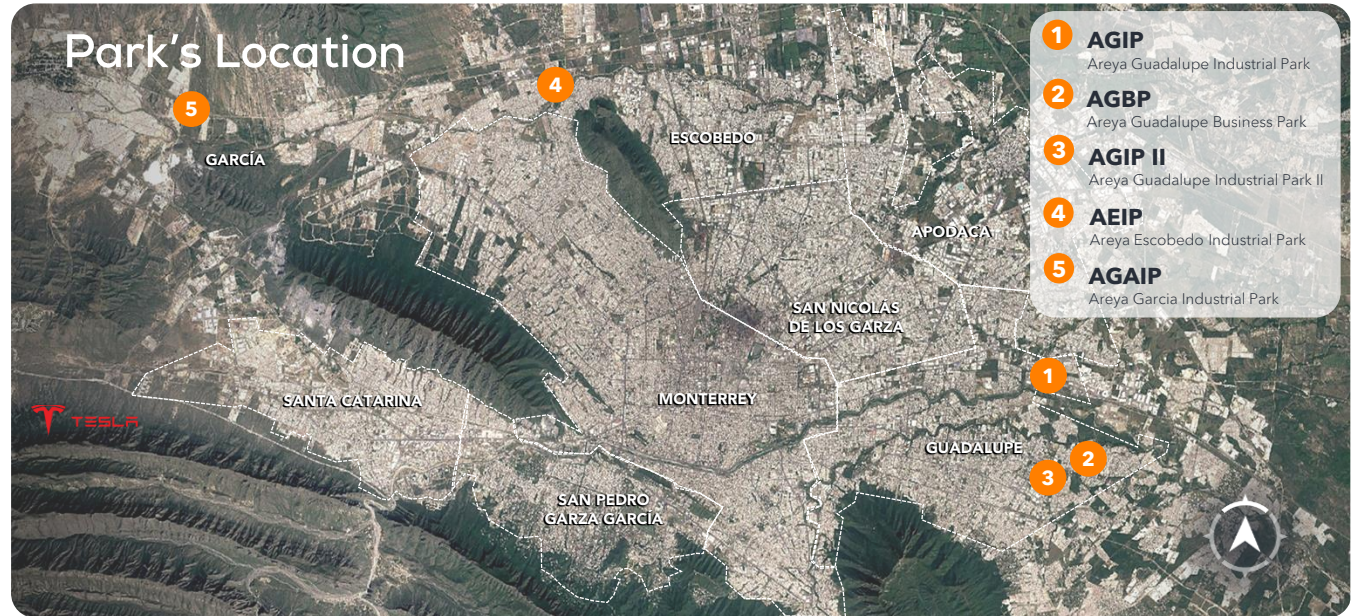 Park's Location
1 AGIP
Areya Guadalupe Industrial Park
2 AGBP
Areya Guadalupe Business Park
3 AGIP II
Areya Guadalupe Industrial Park II
4 AEIP
Areya Escobedo Industrial Park
5 AGAIP
Areya Garcia Industrial Park
4
5
ESCOBEDO
GARCÍA
APODACA
SAN NICOLÁS
DE LOS GARZA
1
SANTA CATARINA
MONTERREY
TESLA
GUADALUPE
2
3
SAN PEDRO
GARZA GARCÍA